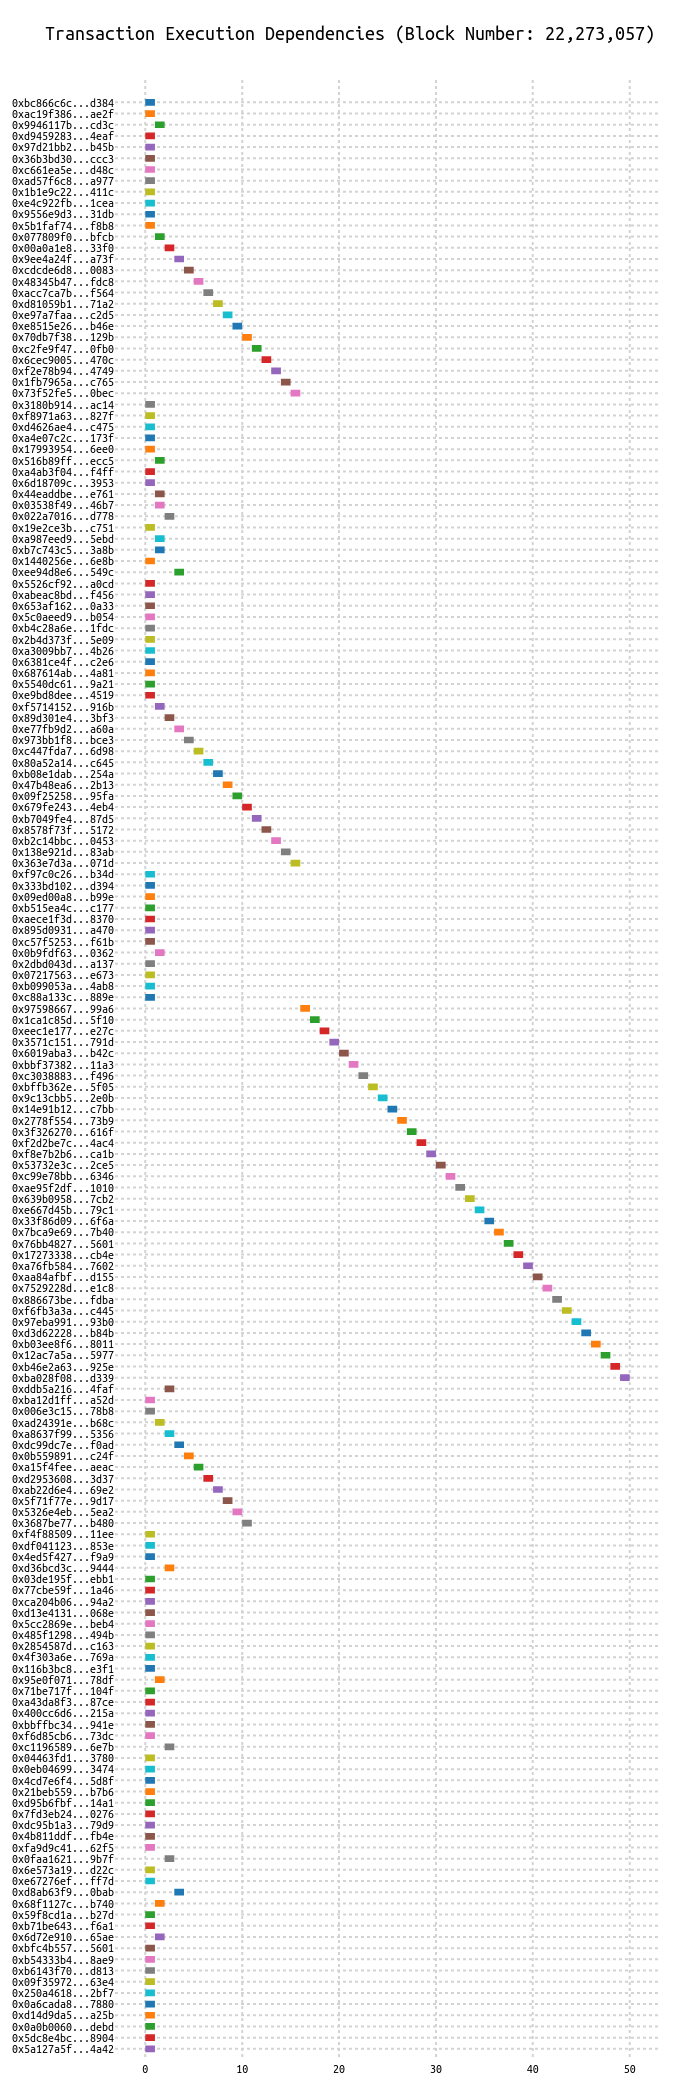 Transaction Execution Dependencies (Block Number: 22,273,057)
0xbc866c6c...d384
0xac19f386...ae2f
0x9946117b...cd3c
0xd9459283...4eaf
0x97d21bb2...b45b
0x36b3bd30...ccc3
0xc661ea5e...d48c
0xad57f6c8...a977
0x1b1e9c22...411c
0xe4c922fb...1cea
0x9556e9d3...31db
0x5b1faf74...f8b8
0x077809f0...bfcb
0x00a0a1e8...33f0
0x9ee4a24f...a73f
0xcdcde6d8...0083
0x48345b47...fdc8
0xacc7ca7b...f564
0xd81059b1...71a2
0xe97a7faa...c2d5
0xe8515e26...b46e
0x70db7f38...129b
0xc2fe9f47...0fb0
0x6cec9005...470c
0xf2e78b94...4749
0x1fb7965a...c765
0x73f52fe5...0bec
0x3180b914...ac14
0xf8971a63...827f
0xd4626ae4...c475
0xa4e07c2c...173f
0x17993954...6ee0
0x516b89ff...ecc5
0xa4ab3f04...f4ff
0x6d18709c...3953
0x44eaddbe...e761
0x03538f49...46b7
0x022a7016...d778
0x19e2ce3b...c751
0xa987eed9...5ebd
0xb7c743c5...3a8b
0x1440256e...6e8b
0xee94d8e6...549c
0x5526cf92...a0cd
0xabeac8bd...f456
0x653af162...0a33
0x5c0aeed9...b054
0xb4c28a6e...1fdc
0x2b4d373f...5e09
0xa3009bb7...4b26
0x6381ce4f...c2e6
0x687614ab...4a81
0x5540dc61...9a21
0xe9bd8dee...4519
0xf5714152...916b
0x89d301e4...3bf3
0xe77fb9d2...a60a
0x973bb1f8...bce3
0xc447fda7...6d98
0x80a52a14...c645
0xb08e1dab...254a
0x47b48ea6...2b13
0x09f25258...95fa
0x679fe243...4eb4
0xb7049fe4...87d5
0x8578f73f...5172
0xb2c14bbc...0453
0x138e921d...83ab
0x363e7d3a...071d
0xf97c0c26...b34d
0x333bd102...d394
0x09ed00a8...b99e
0xb515ea4c...c177
0xaece1f3d...8370
0x895d0931...a470
0xc57f5253...f61b
0x0b9fdf63...0362
0x2dbd043d...a137
0x07217563...e673
0xb099053a...4ab8
0xc88a133c...889e
0x97598667...99a6
0x1ca1c85d...5f10
0xeec1e177...e27c
0x3571c151...791d
0x6019aba3...b42c
0xbbf37382...11a3
0xc3038883...f496
0xbffb362e...5f05
0x9c13cbb5...2e0b
0x14e91b12...c7bb
0x2778f554...73b9
0x3f326270...616f
0xf2d2be7c...4ac4
0xf8e7b2b6...ca1b
0x53732e3c...2ce5
0xc99e78bb...6346
0xae95f2df...1010
0x639b0958...7cb2
0xe667d45b...79c1
0x33f86d09...6f6a
0x7bca9e69...7b40
0x76bb4827...5601
0x17273338...cb4e
0xa76fb584...7602
0xaa84afbf...d155
0x7529228d...e1c8
0x886673be...fdba
0xf6fb3a3a...c445
0x97eba991...93b0
0xd3d62228...b84b
0xb03ee8f6...8011
0x12ac7a5a...5977
0xb46e2a63...925e
0xba028f08...d339
0xddb5a216...4faf
0xba12d1ff...a52d
0x006e3c15...78b8
0xad24391e...b68c
0xa8637f99...5356
0xdc99dc7e...f0ad
0x0b559891...c24f
0xa15f4fee...aeac
0xd2953608...3d37
0xab22d6e4...69e2
0x5f71f77e...9d17
0x5326e4eb...5ea2
0x3687be77...b480
0xf4f88509...11ee
0xdf041123...853e
0x4ed5f427...f9a9
0xd36bcd3c...9444
0x03de195f...ebb1
0x77cbe59f...1a46
0xca204b06...94a2
0xd13e4131...068e
0x5cc2869e...beb4
0x485f1298...494b
0x2854587d...c163
0x4f303a6e...769a
0x116b3bc8...e3f1
0x95e0f071...78df
0x71be717f...104f
0xa43da8f3...87ce
0x400cc6d6...215a
0xbbffbc34...941e
0xf6d85cb6...73dc
0xc1196589...6e7b
0x04463fd1...3780
0x0eb04699...3474
0x4cd7e6f4...5d8f
0x21beb559...b7b6
0xd95b6fbf...14a1
0x7fd3eb24...0276
0xdc95b1a3...79d9
0x4b811ddf...fb4e
0xfa9d9c41...62f5
0x0faa1621...9b7f
0x6e573a19...d22c
0xe67276ef...ff7d
0xd8ab63f9...0bab
0x68f1127c...b740
0x59f8cd1a...b27d
0xb71be643...f6a1
0x6d72e910...65ae
0xbfc4b557...5601
0xb54333b4...8ae9
0xb6143f70...d813
0x09f35972...63e4
0x250a4618...2bf7
0x0a6cada8...7880
0xd14d9da5...a25b
0x0a0b0060...debd
0x5dc8e4bc...8904
0x5a127a5f...4a42
0 10 20 30 40 50